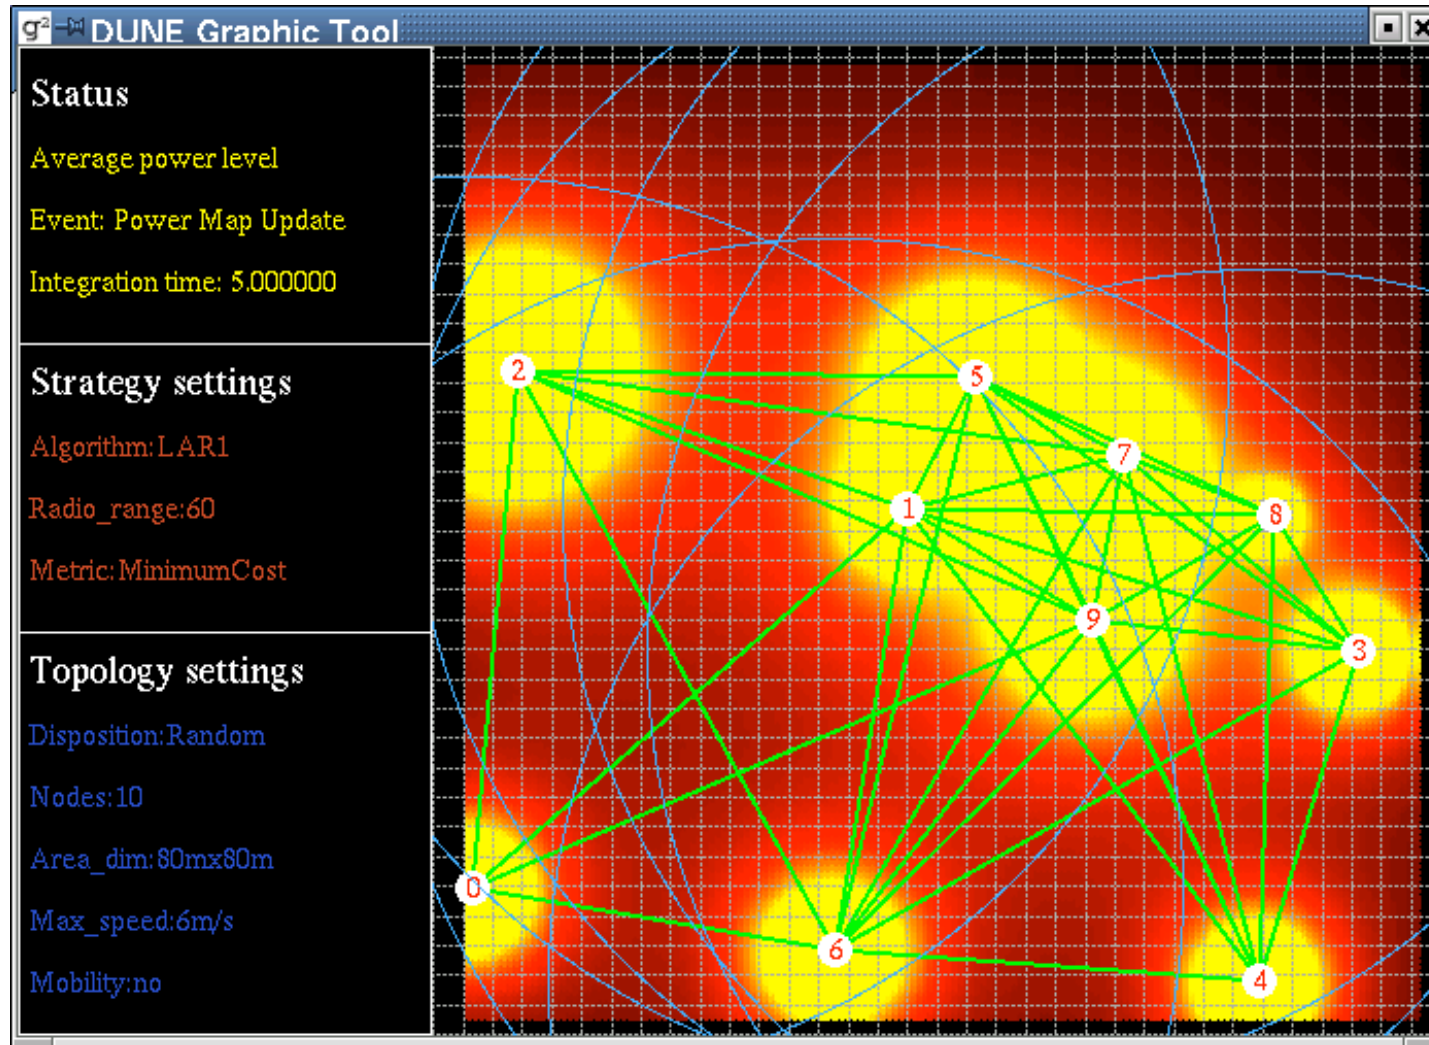 g² DUNE Graphic Tool
Status
Average power level
Event: Power Map Update
Integration time: 5.000000
Strategy settings
Algorithm:LAR1
Radio_range:60
Metric:MinimumCost
Topology settings
Disposition:Random
Nodes:10
Area_dim:80mx80m
Max_speed:6m/s
Mobility:no
2
5
7
1
8
9
3
0
6
4